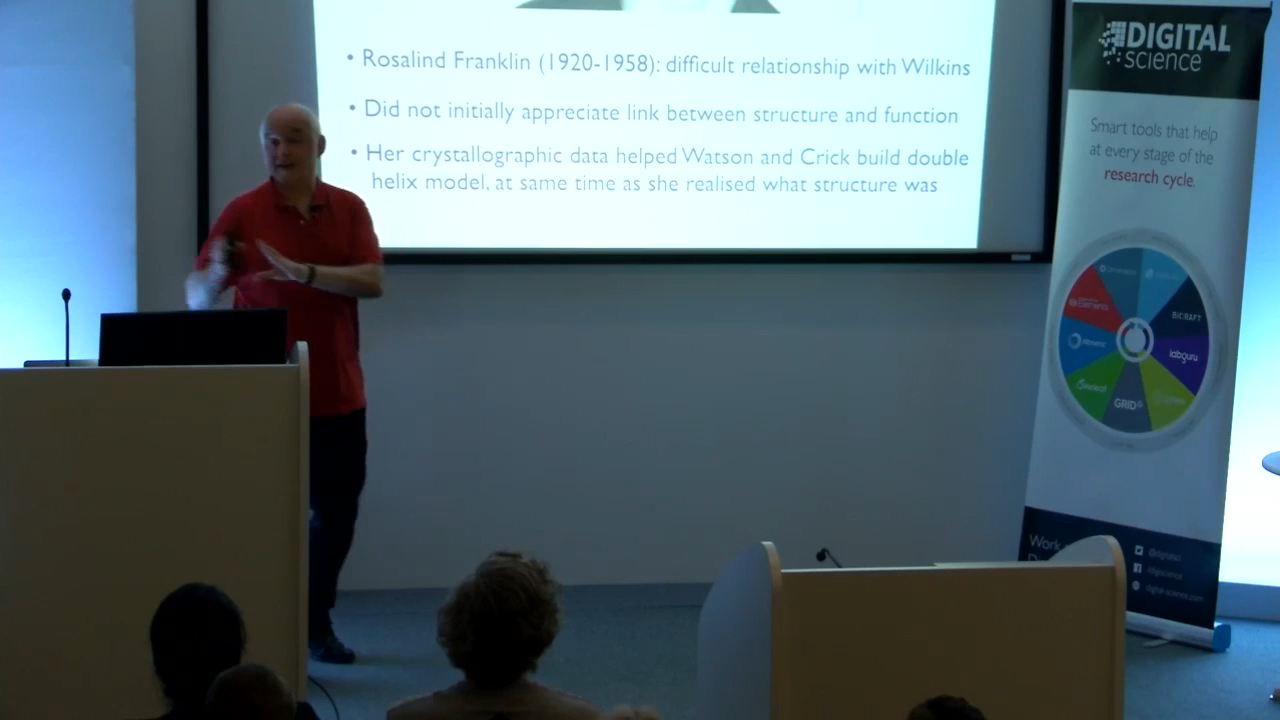 • Rosalind Franklin (1920-1958): difficult relationship with Wilkins
• Did not initially appreciate link between structure and function
• Her crystallographic data helped Watson and Crick build double
helix model, at same time as she realised what structure was
DIGITAL
science
Smart tools that help
at every stage of the
research cycle.
BIORAFT
labguru
GRID
Work